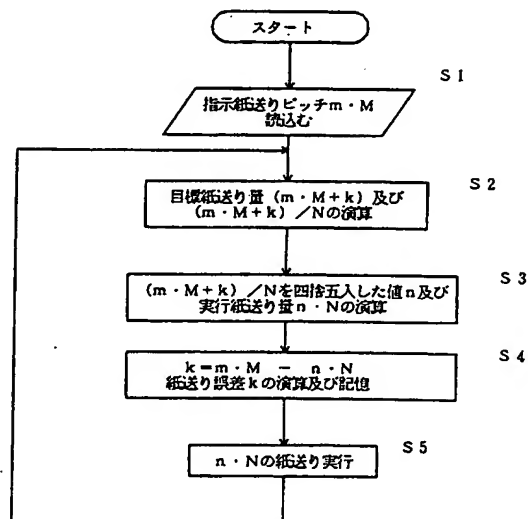 スタート
S1
指示紙送りピッチm・M
読込む
S2
目標紙送り量(m・M+k)及び
(m・M+k)/Nの演算
S3
(m・M+k)/Nを四捨五入した値n及び
実行紙送り量n・Nの演算
S4
k=m・M - n・N
紙送り誤差kの演算及び記憶
S5
n・Nの紙送り実行